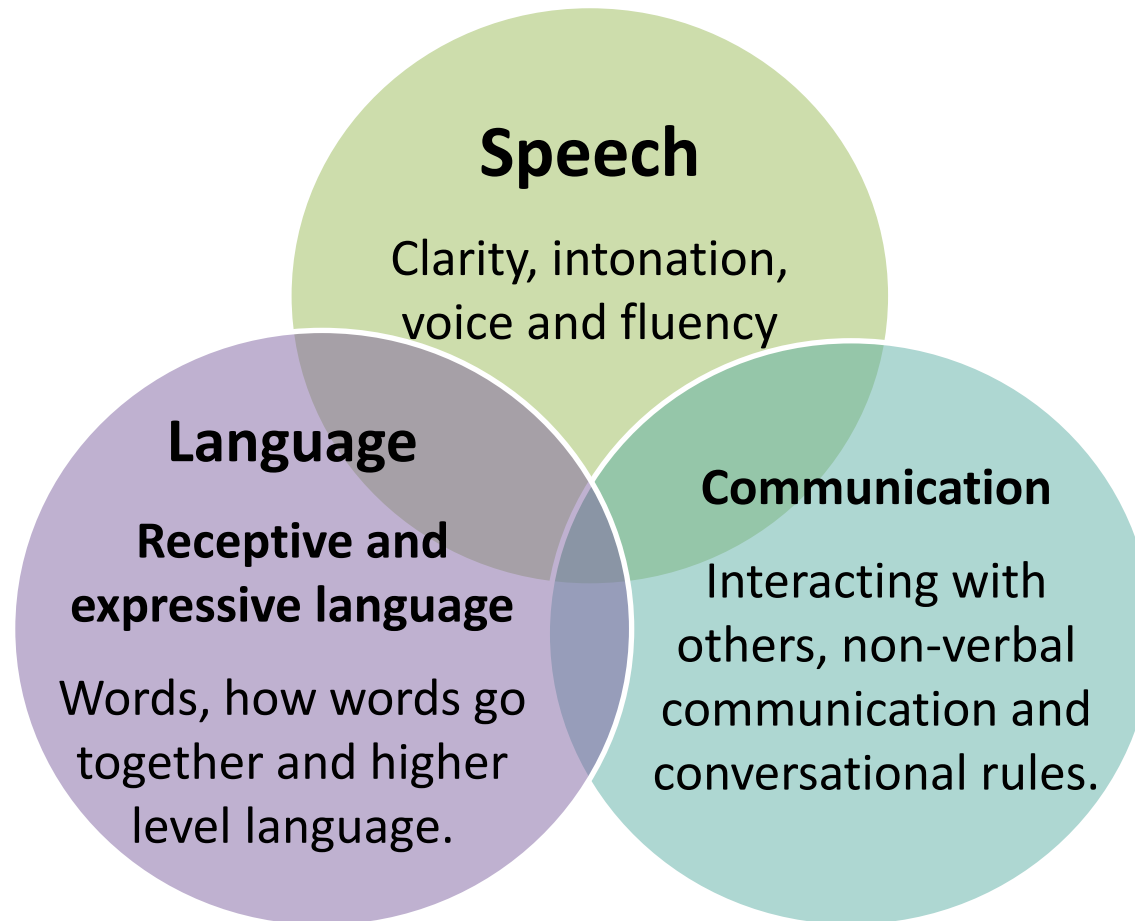 Speech
Clarity, intonation,
voice and fluency
Language
Receptive and
expressive language
Words, how words go
together and higher
level language.
Communication
Interacting with
others, non-verbal
communication and
conversational rules.